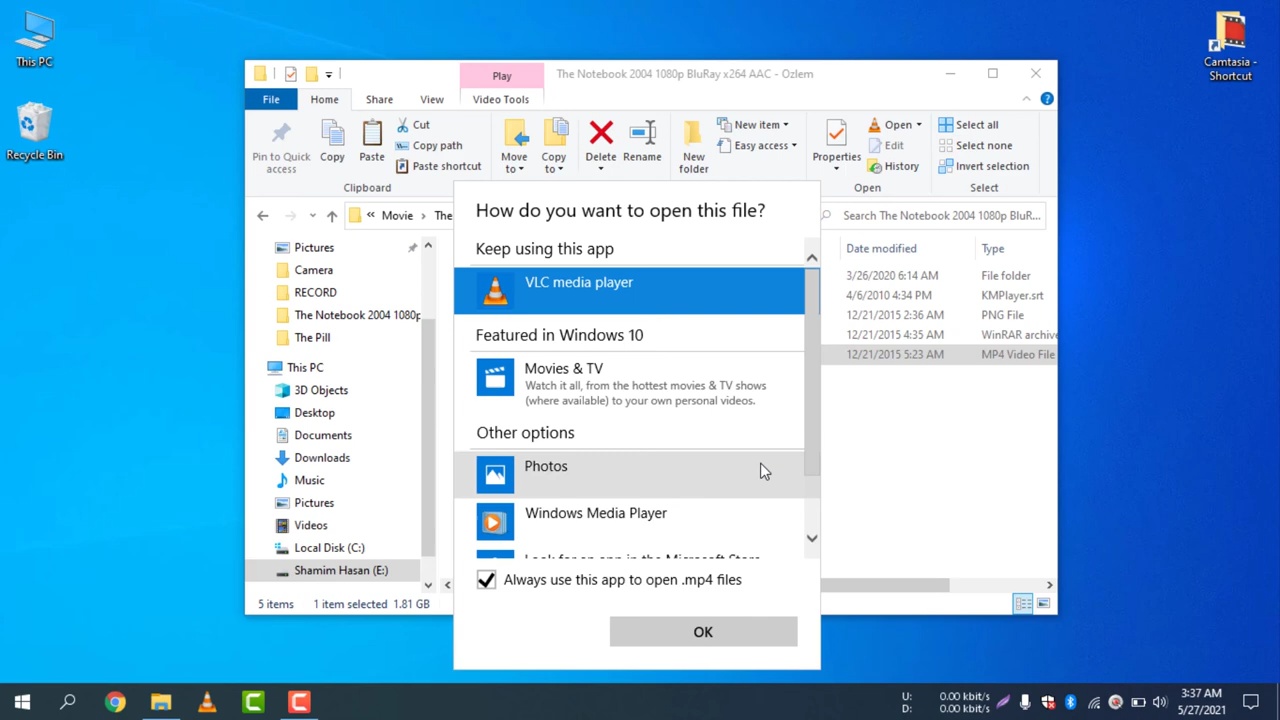 This PC
Recycle Bin
Camtasia -
Shortcut
Play
The Notebook 2004 1080p BluRay x264 AAC - Ozlem
File
Home
Share
View
Video Tools
Pin to Quick
access
Copy
Paste
Cut
Copy path
Paste shortcut
Clipboard
Move
to
Copy
to
Delete
Rename
New
folder
New item
Easy access
Properties
Open
Edit
History
Open
Select all
Select none
Invert selection
Select
« Movie
The
Search The Notebook 2004 1080p BluR...
Pictures
Camera
RECORD
The Notebook 2004 1080p
The Pill
This PC
3D Objects
Desktop
Documents
Downloads
Music
Pictures
Videos
Local Disk (C:)
Shamim Hasan (E:)
Date modified
Type
3/26/2020 6:14 AM
File folder
4/6/2010 4:34 PM
KMPlayer.srt
12/21/2015 2:36 AM
PNG File
12/21/2015 4:35 AM
WinRAR archive
12/21/2015 5:23 AM
MP4 Video File
5 items
1 item selected 1.81 GB
How do you want to open this file?
Keep using this app
VLC media player
Featured in Windows 10
Movies & TV
Watch it all, from the hottest movies & TV shows
(where available) to your own personal videos.
Other options
Photos
Windows Media Player
Look for an app in the Microsoft Store
Always use this app to open .mp4 files
OK
U: 0.00 kbit/s
D: 0.00 kbit/s
3:37 AM
5/27/2021